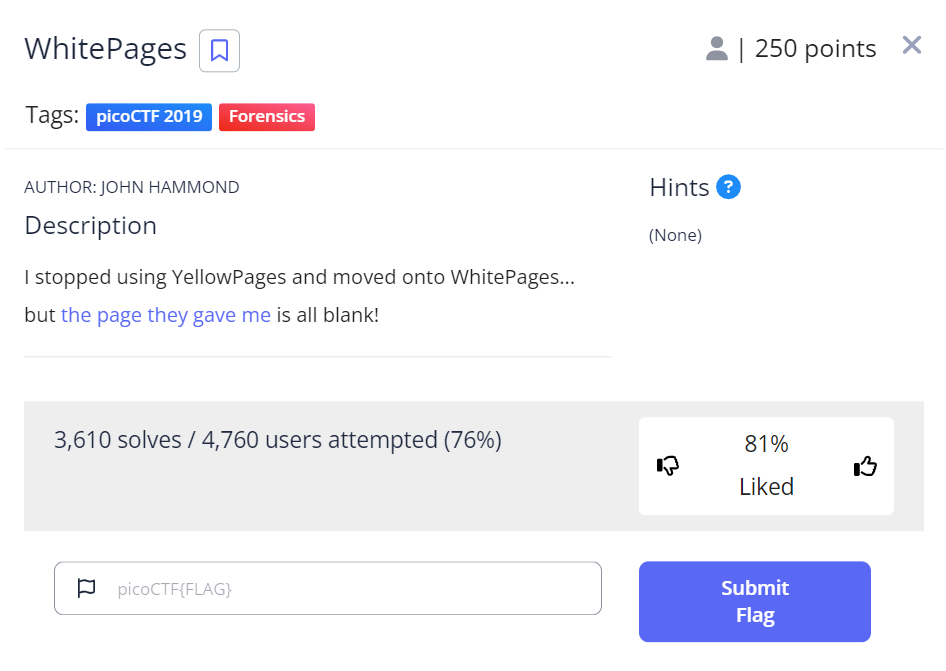 WhitePages
| 250 points
Tags: picoCTF 2019 Forensics
AUTHOR: JOHN HAMMOND
Description
I stopped using YellowPages and moved onto WhitePages...
but the page they gave me is all blank!
Hints ?
(None)
3,610 solves / 4,760 users attempted (76%)
81%
Liked
picoCTF{FLAG}
Submit
Flag